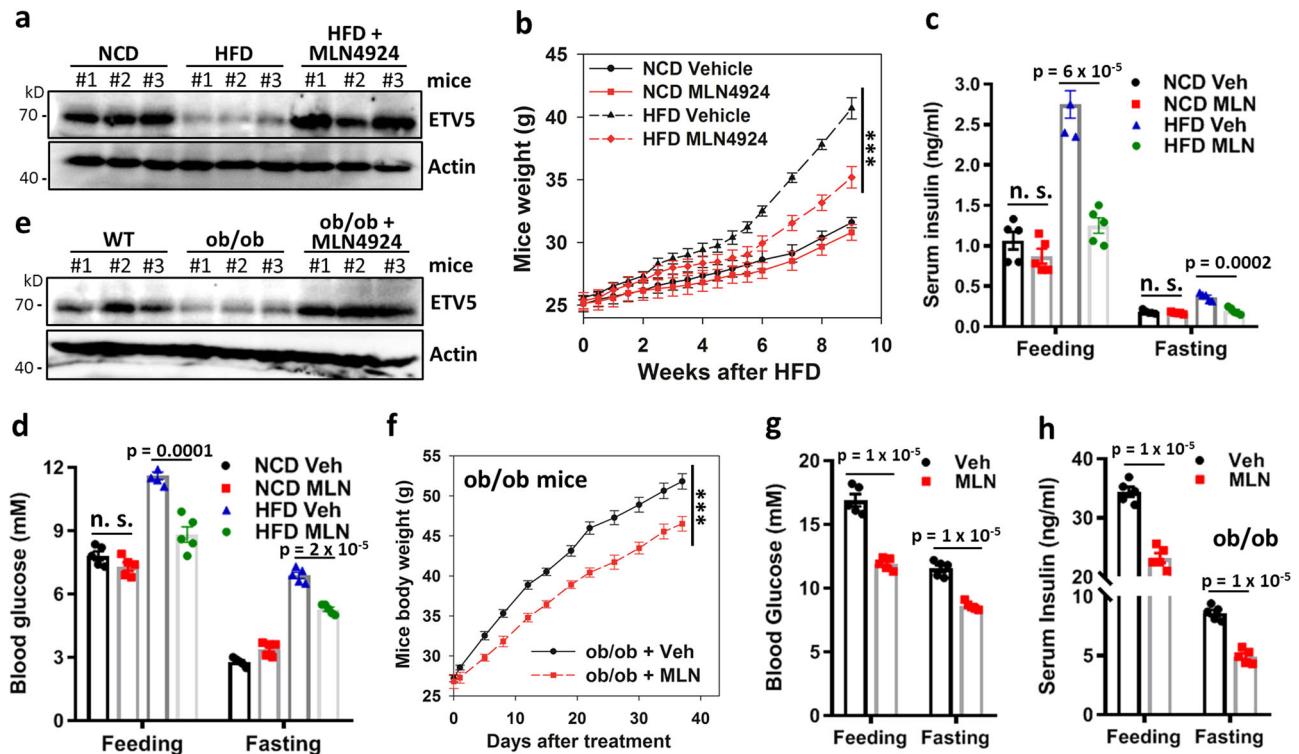 a
NCD HFD HFD + MLN4924
#1 #2 #3 #1 #2 #3 #1 #2 #3 mice
kD
70 ETV5
40 Actin
b
NCD Vehicle
NCD MLN4924
HFD Vehicle
HFD MLN4924
***
Mice weight (g)
45
40
35
30
25
0 2 4 6 8 10
Weeks after HFD
c
p = 6 x 10-5
NCD Veh
NCD MLN
HFD Veh
HFD MLN
n. s.
p = 0.0002
n. s.
Serum insulin (ng/ml)
3.0
2.5
2.0
1.5
1.0
0.5
0.0
Feeding Fasting
e
WT ob/ob ob/ob + MLN4924
#1 #2 #3 #1 #2 #3 #1 #2 #3 mice
kD
70 ETV5
40 Actin
d
p = 0.0001
NCD Veh
NCD MLN
HFD Veh
HFD MLN
n. s.
p = 2 x 10-5
Blood glucose (mM)
12
9
6
3
0
Feeding Fasting
f
ob/ob mice
***
Mice body weight (g)
55
50
45
40
35
30
25
ob/ob + Veh
ob/ob + MLN
0 10 20 30 40
Days after treatment
g
p = 1 x 10-5
Veh
MLN
p = 1 x 10-5
Blood Glucose (mM)
20
15
10
5
0
Feeding Fasting
h
p = 1 x 10-5
Veh
MLN
ob/ob
p = 1 x 10-5
Serum Insulin (ng/ml)
40
30
20
10
5
0
Feeding Fasting